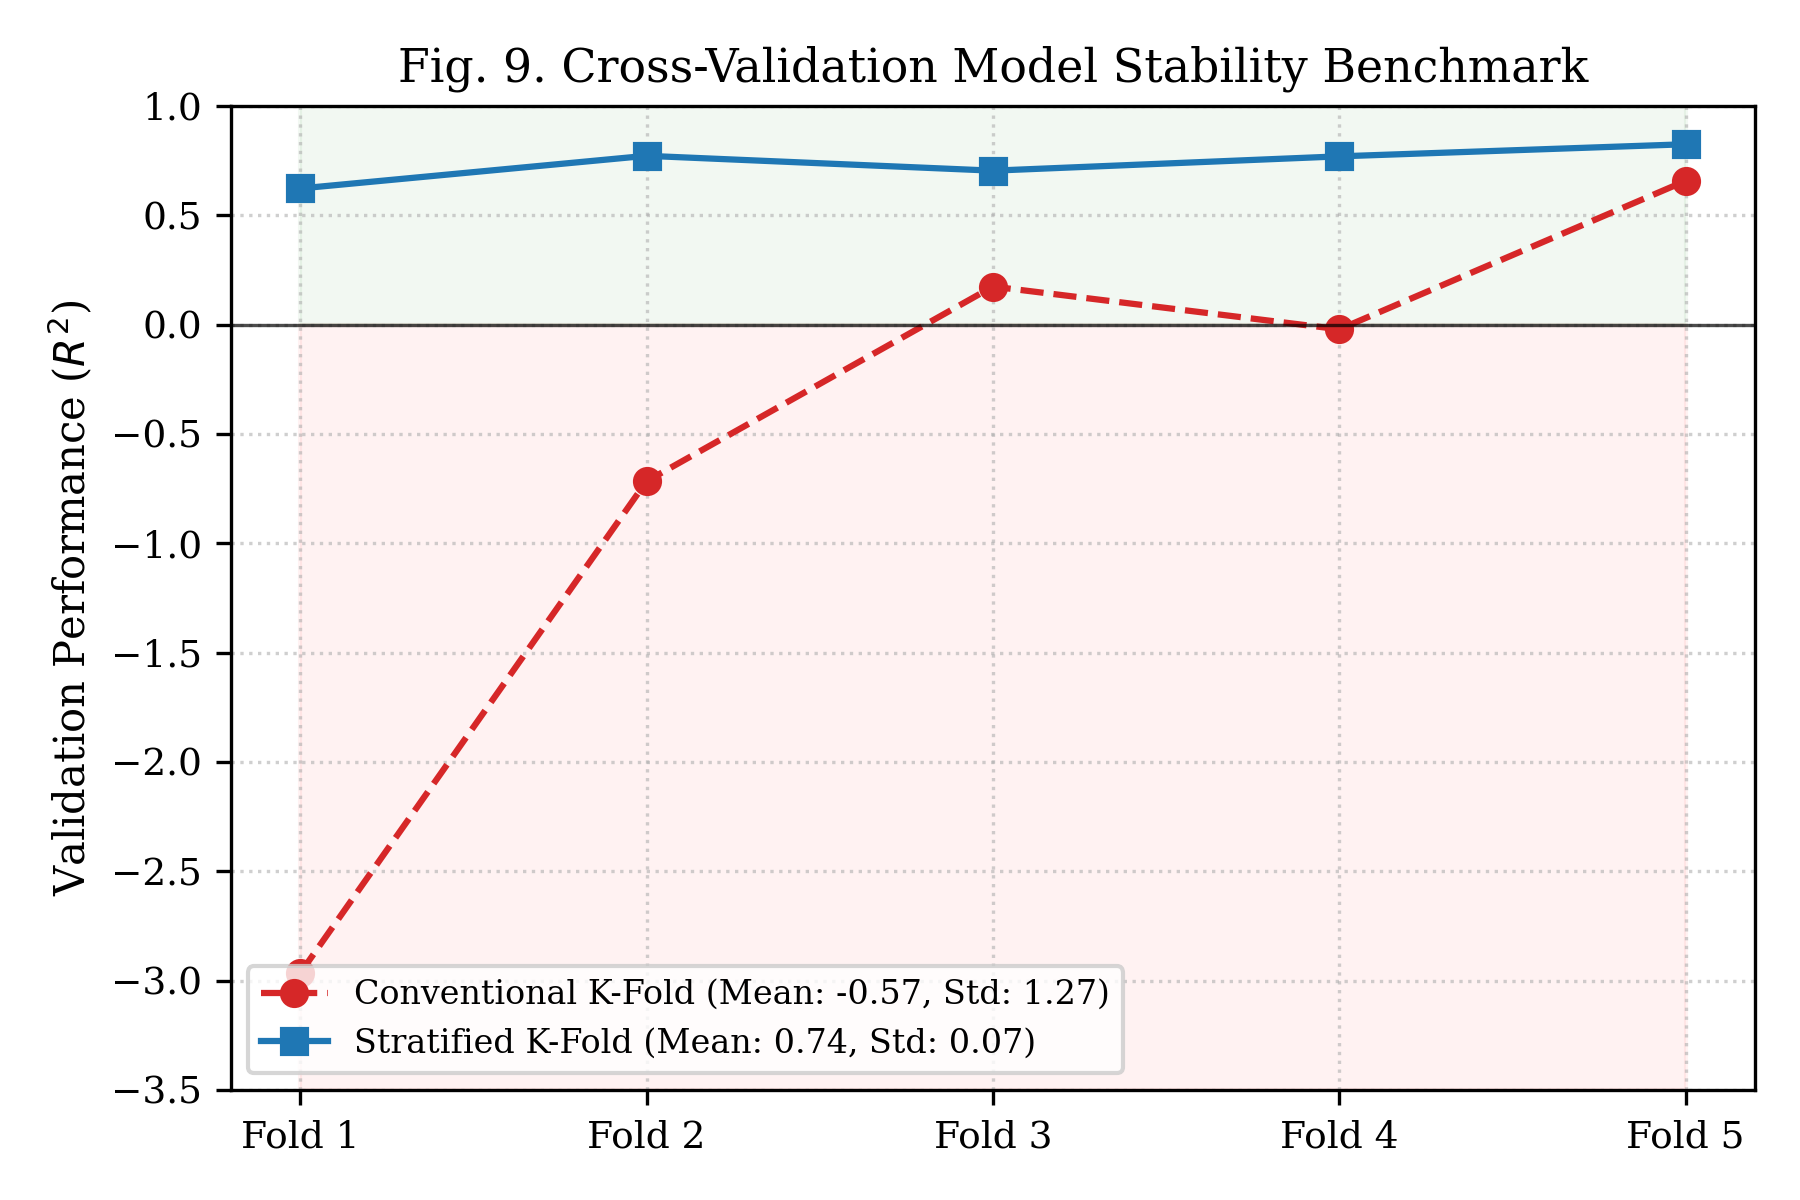 Fig. 9. Cross-Validation Model Stability Benchmark
Validation Performance (R²)
1.0
0.5
0.0
−0.5
−1.0
−1.5
−2.0
−2.5
−3.0
−3.5
Conventional K-Fold (Mean: -0.57, Std: 1.27)
Stratified K-Fold (Mean: 0.74, Std: 0.07)
Fold 1
Fold 2
Fold 3
Fold 4
Fold 5